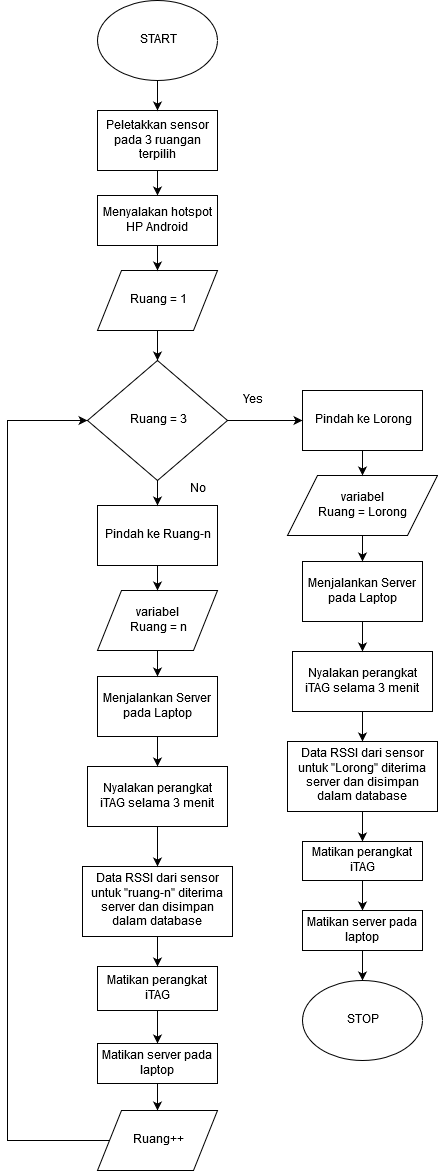 START
Peletakkan sensor
pada 3 ruangan
terpilih
Menyalakan hotspot
HP Android
Ruang = 1
Ruang = 3
Yes
No
Pindah ke Ruang-n
variabel
Ruang = n
Menjalankan Server
pada Laptop
Nyalakan perangkat
iTAG selama 3 menit
Data RSSI dari sensor
untuk "ruang-n" diterima
server dan disimpan
dalam database
Matikan perangkat
iTAG
Matikan server pada
laptop
Ruang++
Pindah ke Lorong
variabel
Ruang = Lorong
Menjalankan Server
pada Laptop
Nyalakan perangkat
iTAG selama 3 menit
Data RSSI dari sensor
untuk "Lorong" diterima
server dan disimpan
dalam database
Matikan perangkat
iTAG
Matikan server pada
laptop
STOP